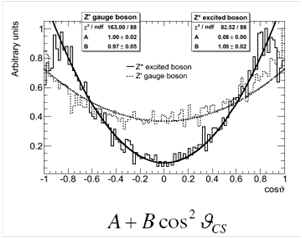 Z' gauge boson
χ² / ndf 163.00 / 88
A 1.00 ± 0.02
B 0.97 ± 0.05
Z* excited boson
χ² / ndf 82.52 / 88
A 0.08 ± 0.00
B 1.00 ± 0.02
Arbitrary units
Z* excited boson
Z' gauge boson
1
0.8
0.6
0.4
0.2
-1 -0.8 -0.6 -0.4 -0.2 0 0.2 0.4 0.6 0.8 1
cosϑ
A + B cos² ϑCS